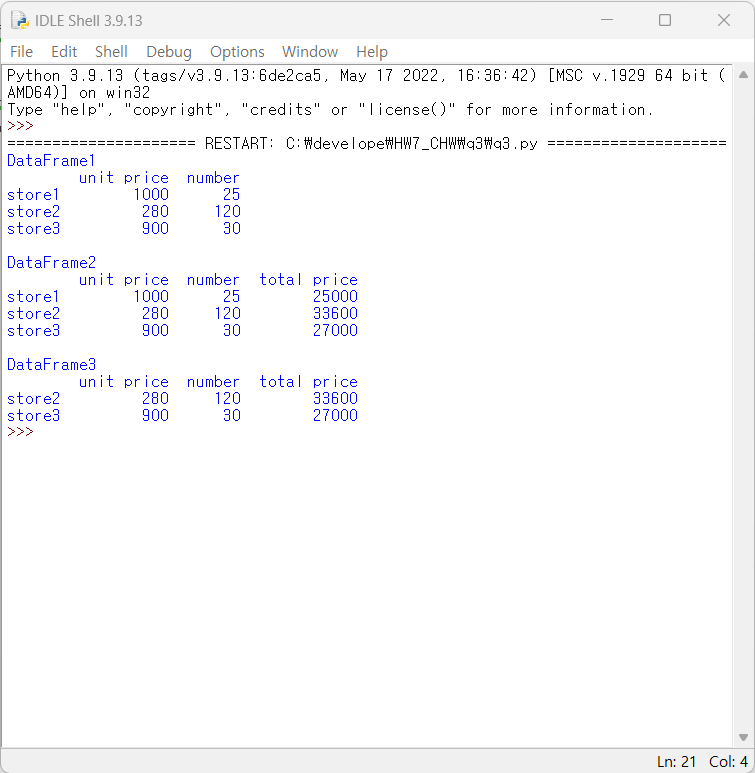 IDLE Shell 3.9.13
File Edit Shell Debug Options Window Help
Python 3.9.13 (tags/v3.9.13:6de2ca5, May 17 2022, 16:36:42) [MSC v.1929 64 bit (
AMD64)] on win32
Type "help", "copyright", "credits" or "license()" for more information.
>>>
===================== RESTART: C:₩develope₩HW7_CHW₩q3₩q3.py ====================
DataFrame1
        unit price  number
store1        1000      25
store2         280     120
store3         900      30

DataFrame2
        unit price  number  total price
store1        1000      25        25000
store2         280     120        33600
store3         900      30        27000

DataFrame3
        unit price  number  total price
store2         280     120        33600
store3         900      30        27000
>>>
Ln: 21 Col: 4